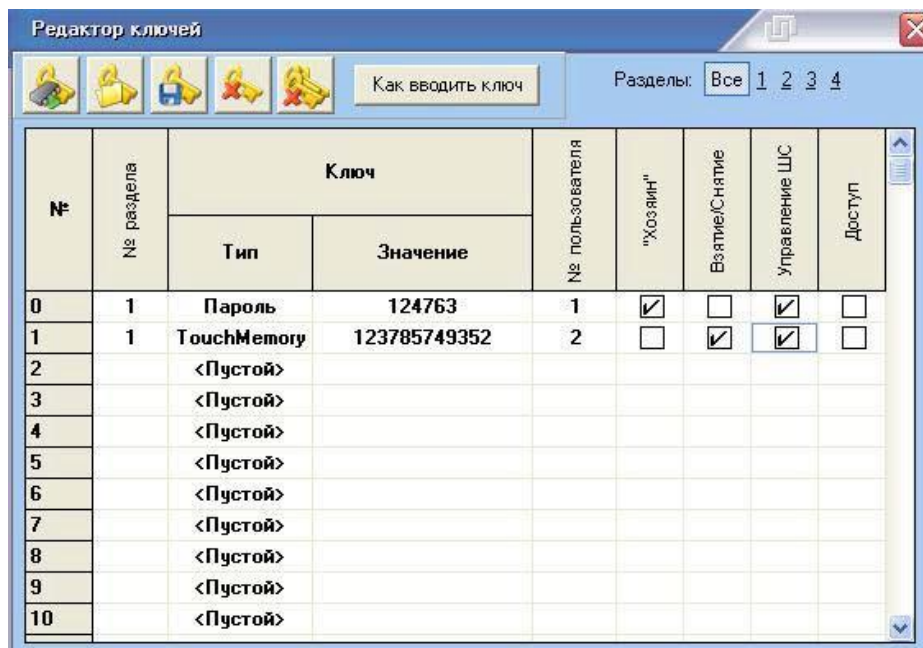 Редактор ключей
Как вводить ключ Разделы: Все 1 2 3 4
№ № раздела Ключ № пользователя "Хозяин" Взятие/Снятие Управление ШС Доступ
Тип Значение
0 1 Пароль 124763 1
1 1 TouchMemory 123785749352 2
2 <Пустой>
3 <Пустой>
4 <Пустой>
5 <Пустой>
6 <Пустой>
7 <Пустой>
8 <Пустой>
9 <Пустой>
10 <Пустой>